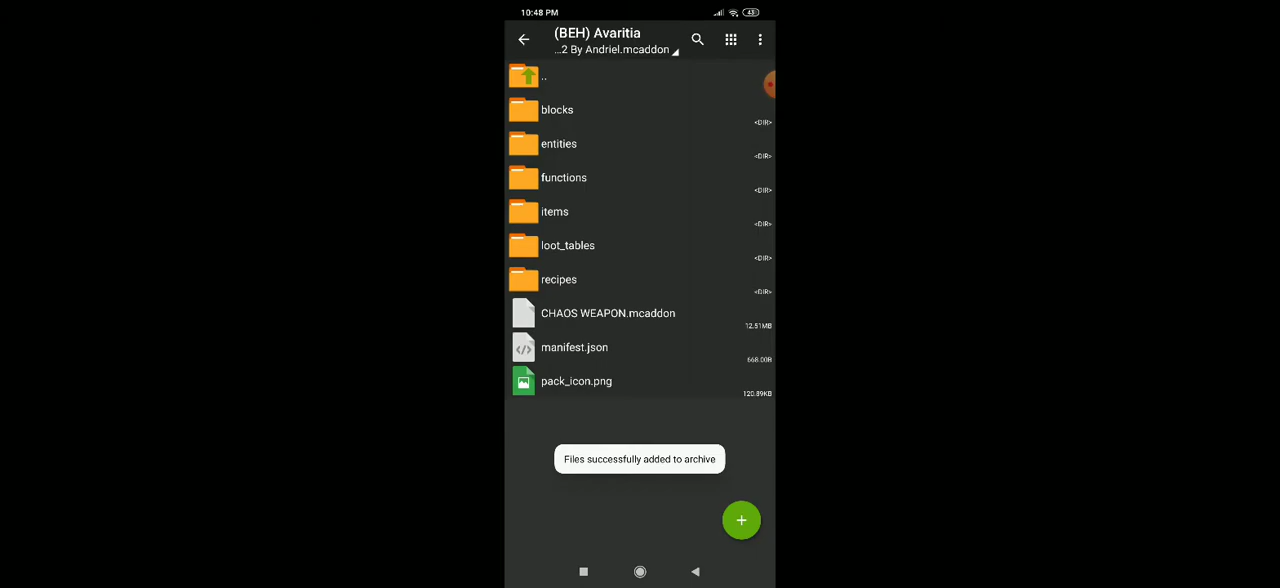 10:48 PM
43
(BEH) Avaritia
...2 By Andriel.mcaddon
..
blocks
<DIR>
entities
<DIR>
functions
<DIR>
items
<DIR>
loot_tables
<DIR>
recipes
<DIR>
CHAOS WEAPON.mcaddon
12.51MB
manifest.json
668.00B
pack_icon.png
120.89KB
Files successfully added to archive